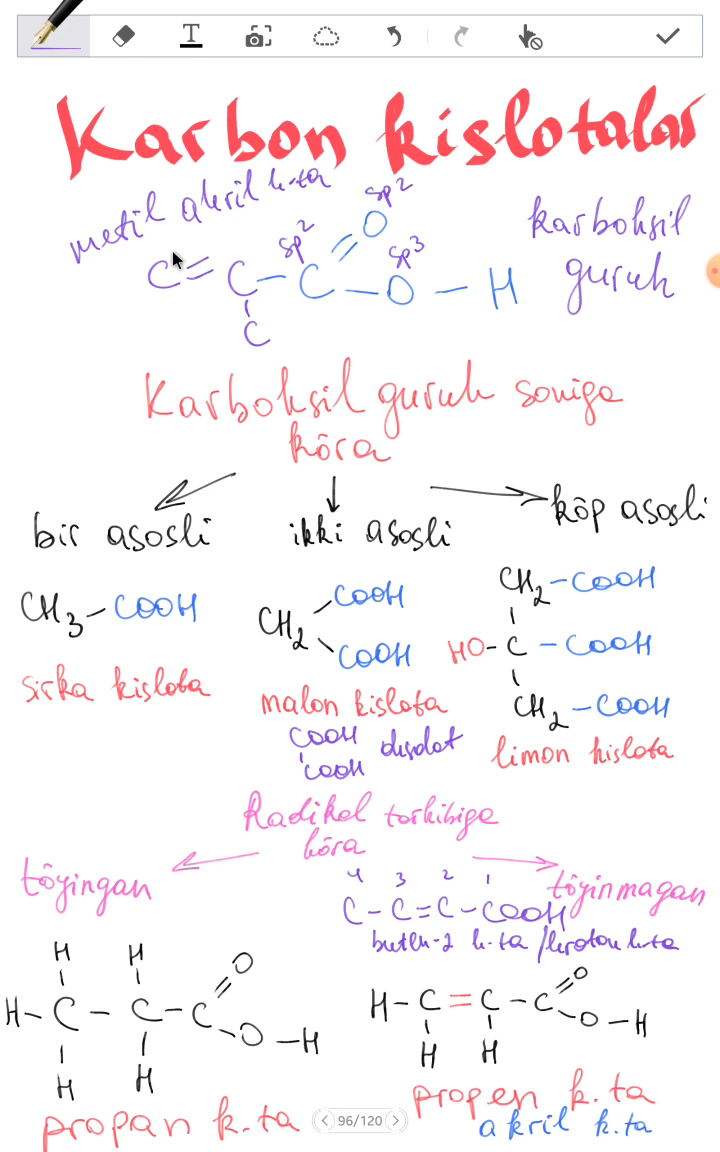 T
Karbon kislotalar
metil akril k-ta
sp²
O
sp²
sp³
karboksil
guruh
C=C-C-O-H
C
Karboksil guruh soniga
kōra
bir asosli
ikki asosli
kōp asosli
CH₃-COOH
CH₂
COOH
COOH
CH₂-COOH
HO-C-COOH
CH₂-COOH
sirka kislota
malon kislota
limon kislota
COOH
COOH
Radikal tarkibiga
kōra
tōyingan
tōyinmagan
4 3 2 1
C-C=C-COOH
buten-2 k-ta/kroton k-ta
H H O
H-C-C-C-O-H
H H
O
H-C=C-C-O-H
H H
propan k.ta
propen k.ta
akril k.ta
96/120